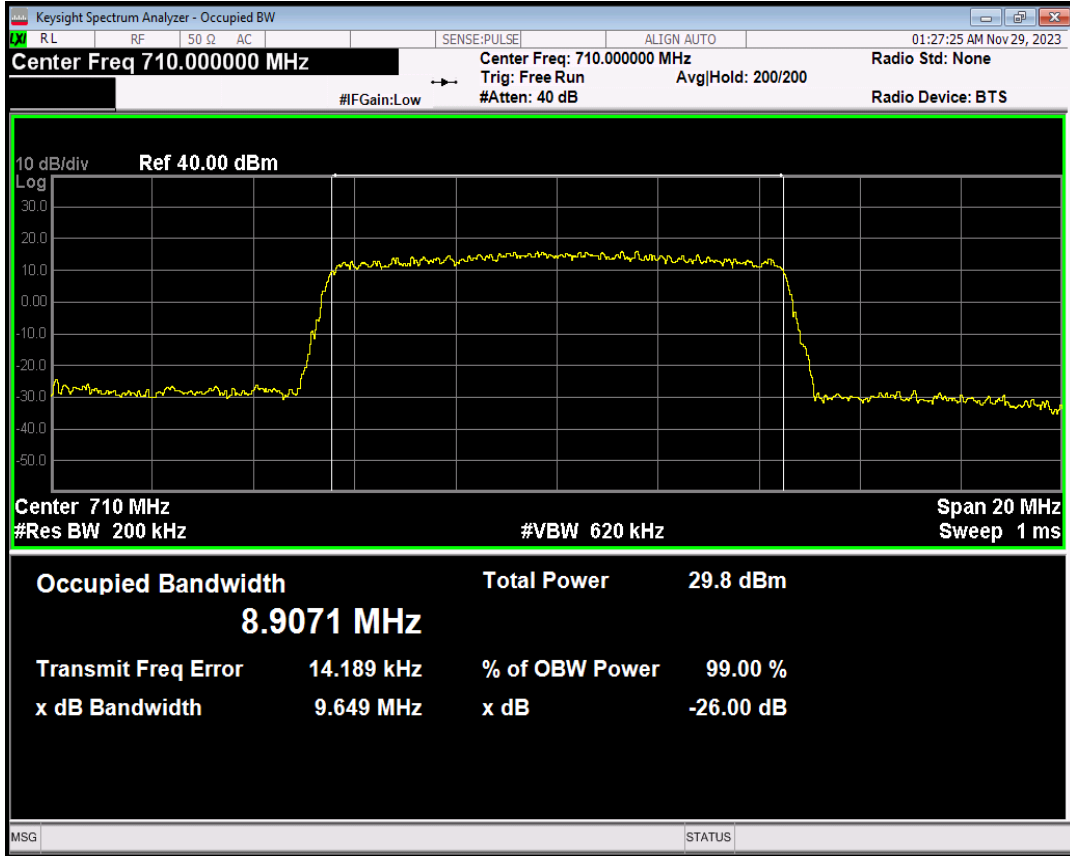 Keysight Spectrum Analyzer - Occupied BW
LXI RL RF 50 Ω AC SENSE:PULSE ALIGN AUTO 01:27:25 AM Nov 29, 2023
Center Freq 710.000000 MHz Center Freq: 710.000000 MHz Radio Std: None
Trig: Free Run Avg|Hold: 200/200
#IFGain:Low #Atten: 40 dB Radio Device: BTS
10 dB/div Ref 40.00 dBm
Log
30.0
20.0
10.0
0.00
-10.0
-20.0
-30.0
-40.0
-50.0
Center 710 MHz Span 20 MHz
#Res BW 200 kHz #VBW 620 kHz Sweep 1 ms
Occupied Bandwidth Total Power 29.8 dBm
8.9071 MHz
Transmit Freq Error 14.189 kHz % of OBW Power 99.00 %
x dB Bandwidth 9.649 MHz x dB -26.00 dB
MSG STATUS